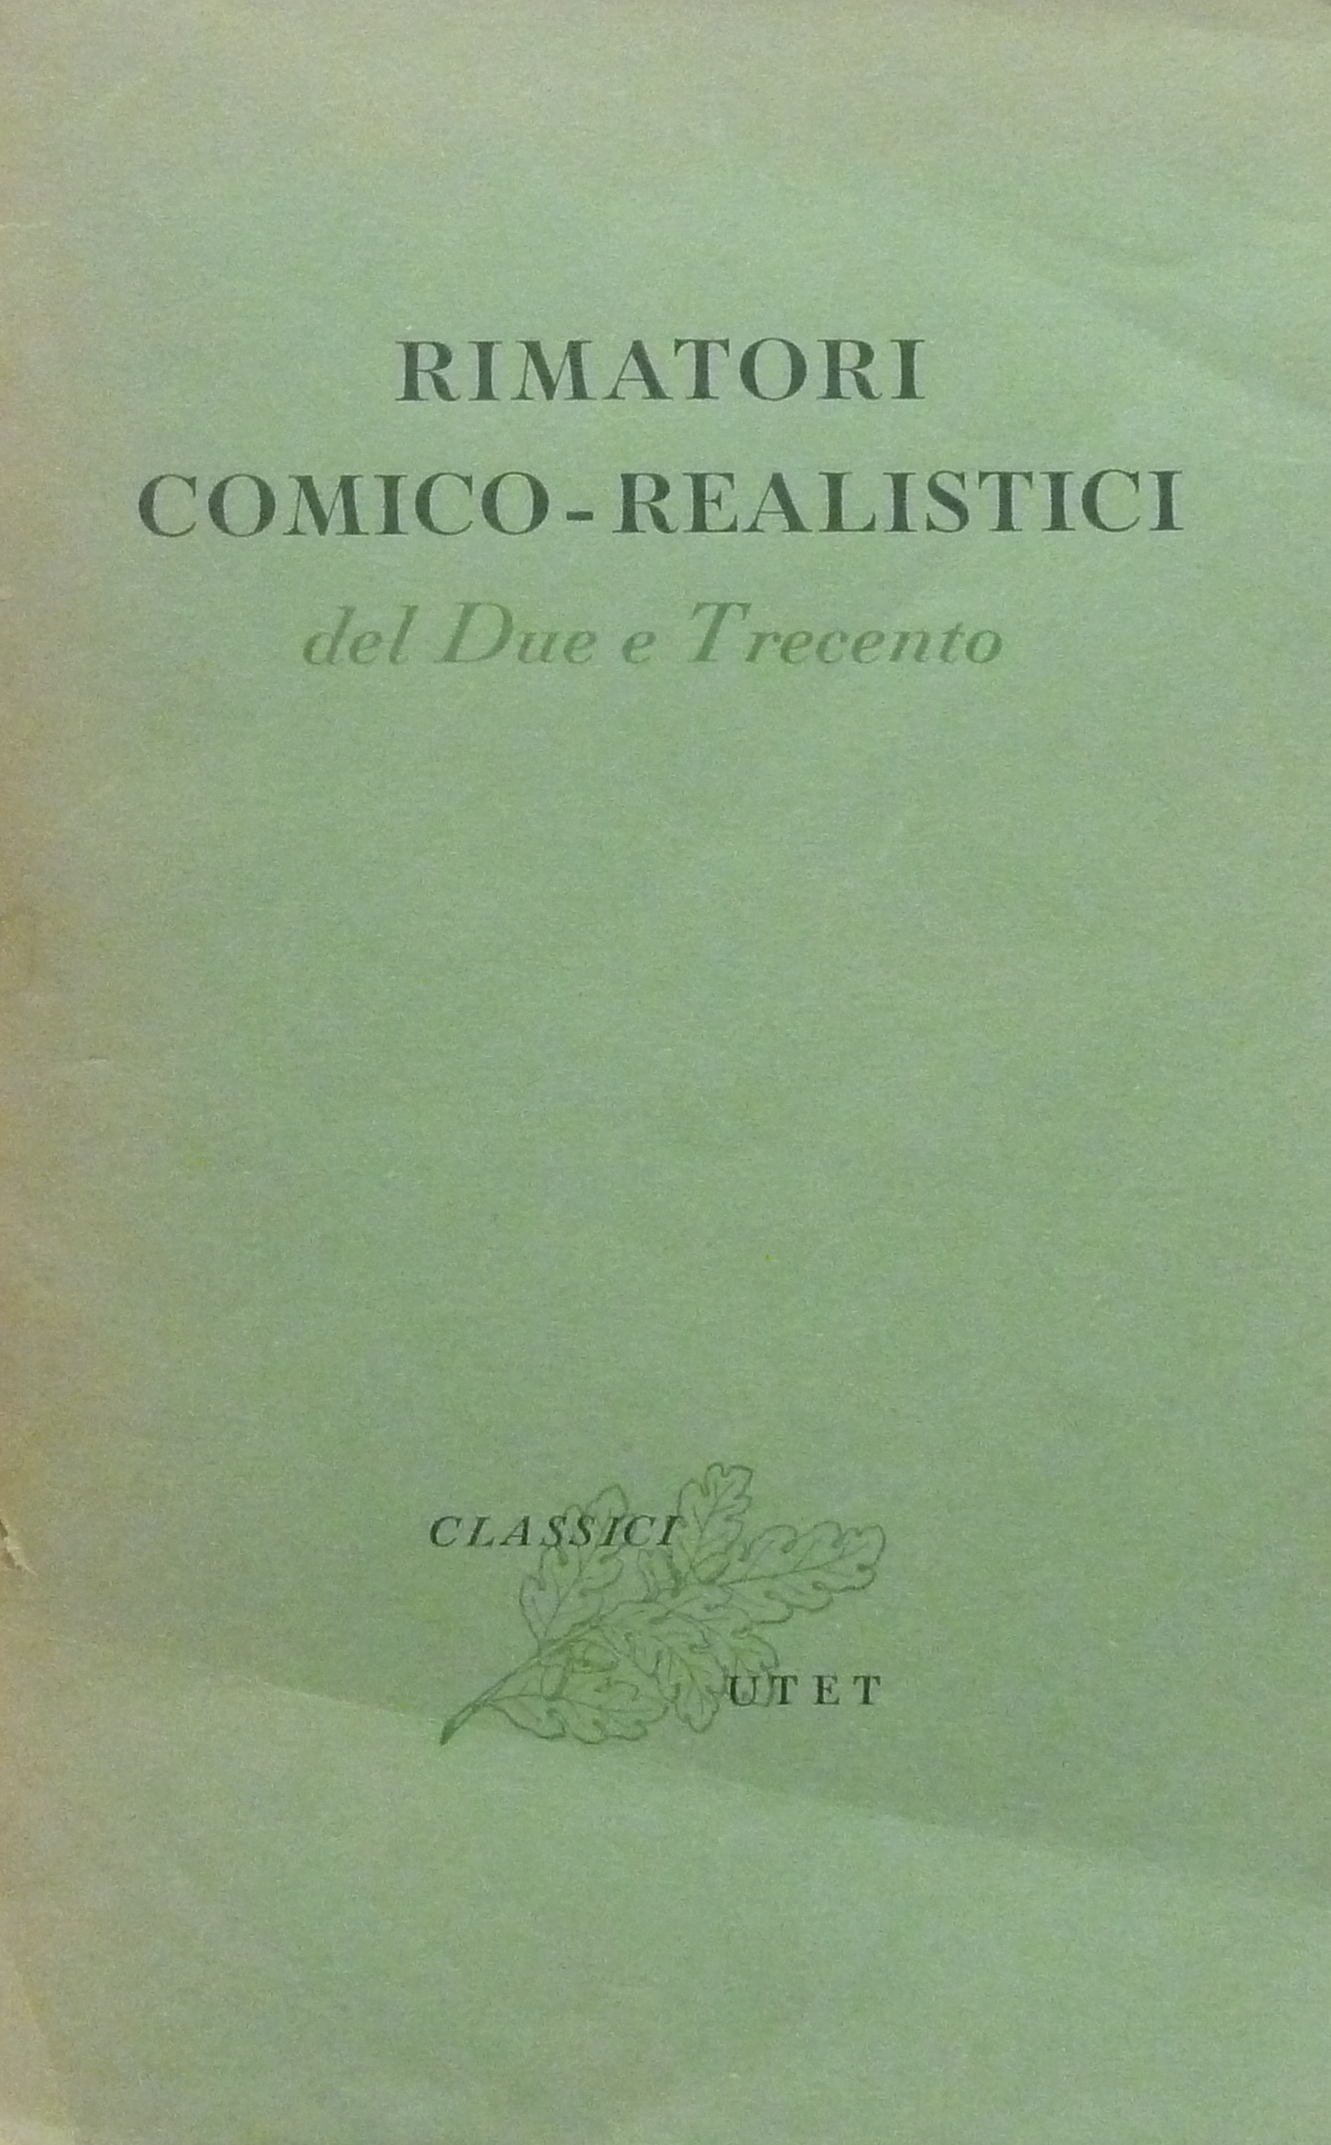 RIMATORI
COMICO-REALISTICI
del Due e Trecento
CLASSICI
UTET